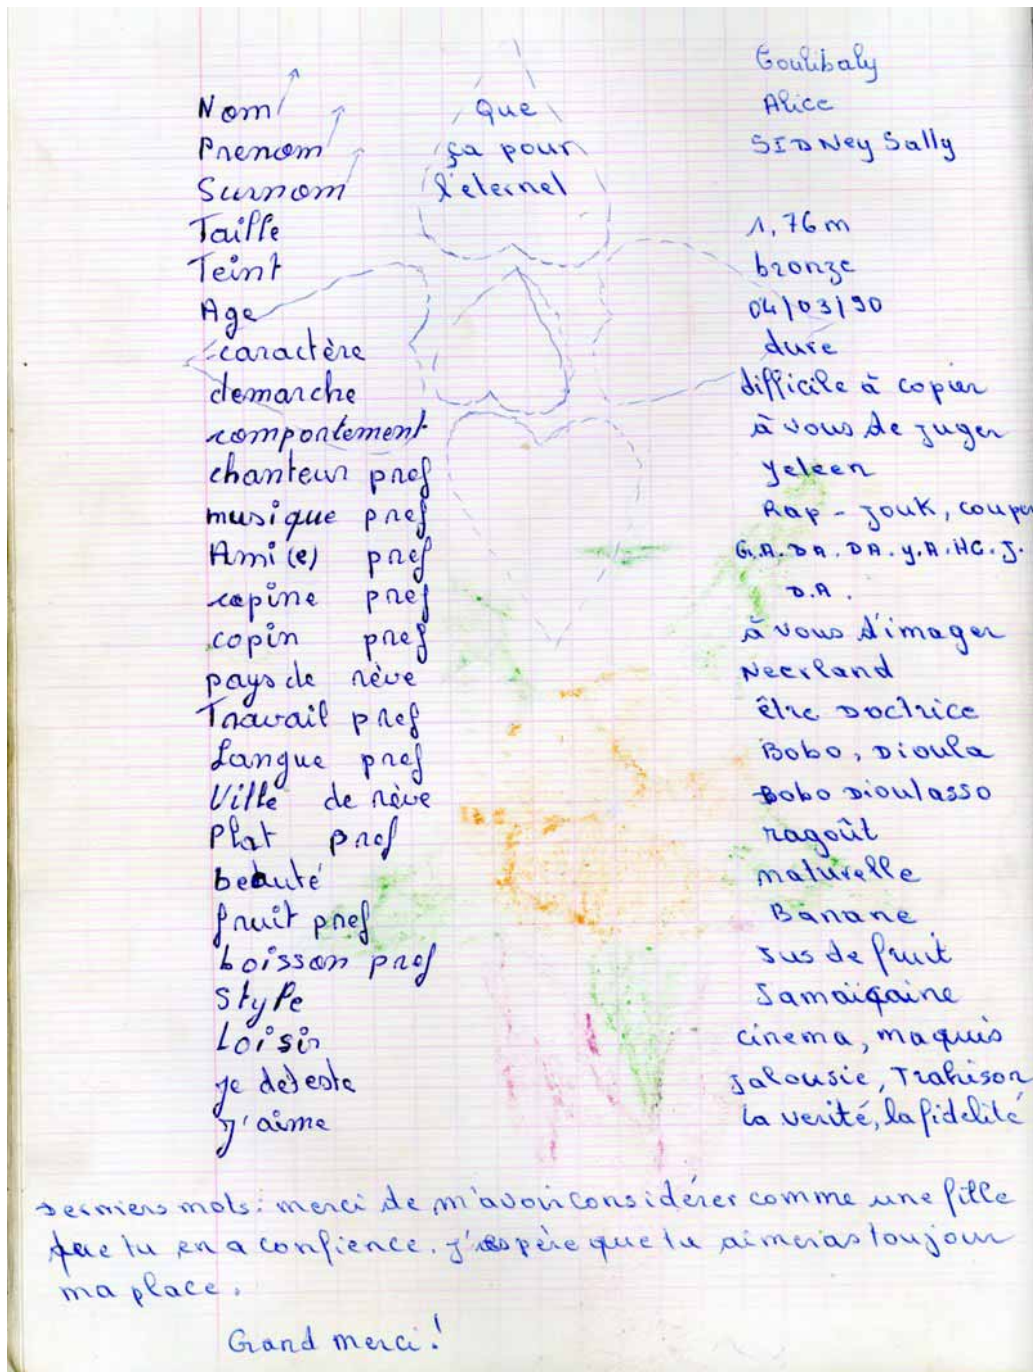 Coulibaly
Nom Que Alice
Prenom ça pour SIDNey Sally
Surnom l'eternel
Taille 1,76 m
Teint bronze
Age 04/03/90
caractère dure
demarche difficile à copier
comportement à vous de juger
chanteur pref Yeleen
musique pref Rap - zouk, couper
Ami(e) pref G.A. DA. DA. Y.A. HC. J.
copine pref D.A.
copin pref à vous d'imager
pays de rève Neerland
Travail pref être Doctrice
Langue pref Bobo, Dioula
Ville de rève Bobo Dioulasso
Plat pref ragoût
beauté naturelle
fruit pref Banane
boisson pref Jus de fruit
Style Jamaïqaine
Loisir cinema, maquis
je deteste Jalousie, Trahison
j'aime la verité, la fidelité
Derniers mots: merci de m'avoir considérer comme une fille
que tu en a confience. j'espère que tu aimeras toujour
ma place.
Grand merci!